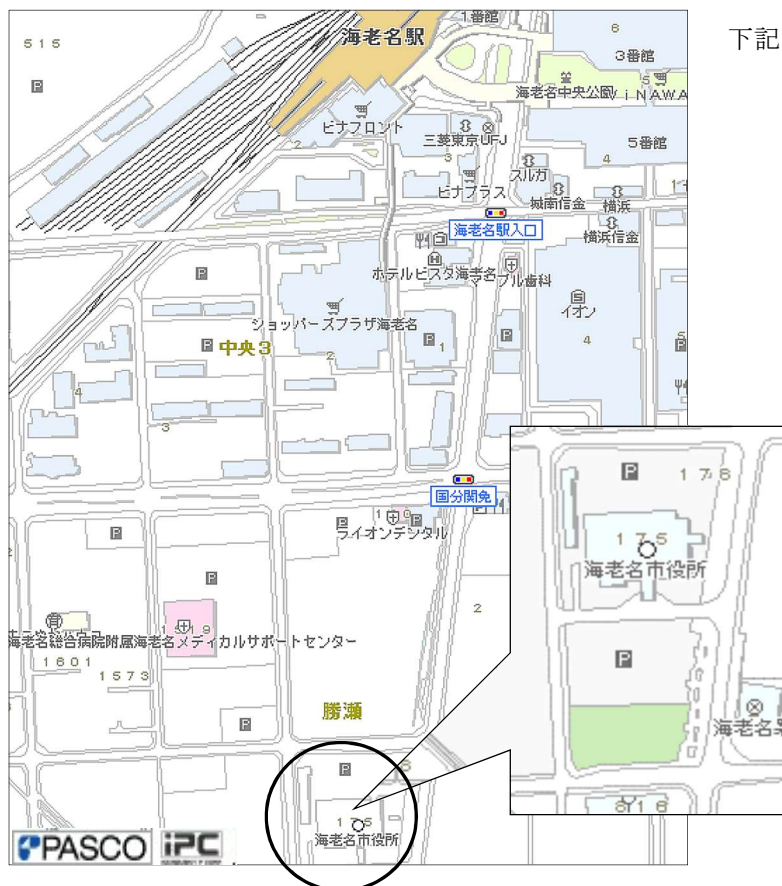 下記
１番館
海老名駅
6
515
3番館
海老名中央公園
ViNAWA
ビナフロント
三菱東京UFJ
5番館
2
3
4
スルガ
ビナプラス
城南信金
横浜
海老名駅入口
横浜信金
ホテルビスタ海老名
マーブル歯科
イオン
ショッパーズプラザ海老名
中央3
1
4
5
2
4
3
国分関免
178
ライオンデンタル
175
海老名市役所
2
1519
海老名総合病院附属海老名メディカルサポートセンター
1601
1573
勝瀬
175
海老名市役所
816
PASCO
iPC